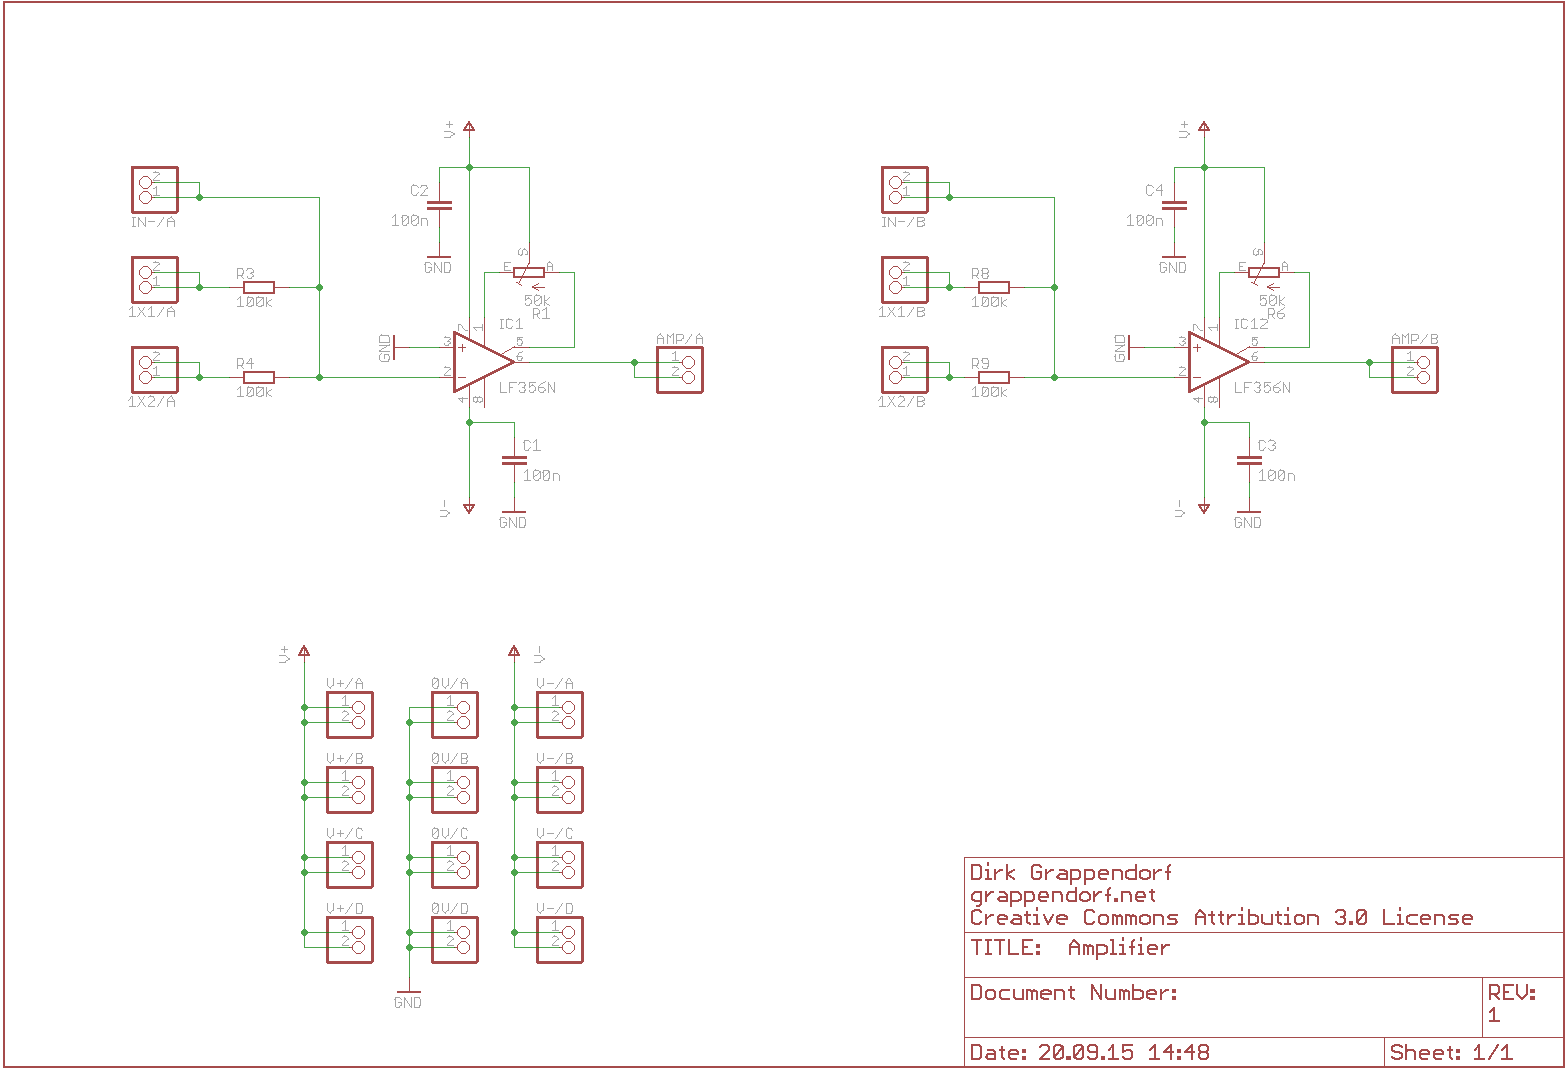 V+
V+
2
1
IN-/A
C2
100n
GND
2
1
1X1/A
R3
100k
S
E
A
50k
R1
2
1
1X2/A
R4
100k
GND
3
2
7
1
IC1
5
6
LF356N
4
8
AMP/A
1
2
C1
100n
V-
GND
2
1
IN-/B
C4
100n
GND
2
1
1X1/B
R8
100k
S
E
A
50k
R6
2
1
1X2/B
R9
100k
GND
3
2
7
1
IC12
5
6
LF356N
4
8
AMP/B
1
2
C3
100n
V-
GND
V+
V-
V+/A
1
2
0V/A
1
2
V-/A
1
2
V+/B
1
2
0V/B
1
2
V-/B
1
2
V+/C
1
2
0V/C
1
2
V-/C
1
2
V+/D
1
2
0V/D
1
2
V-/D
1
2
GND
Dirk Grappendorf
grappendorf.net
Creative Commons Attribution 3.0 License
TITLE: Amplifier
Document Number:
REV:
1
Date: 20.09.15 14:48
Sheet: 1/1